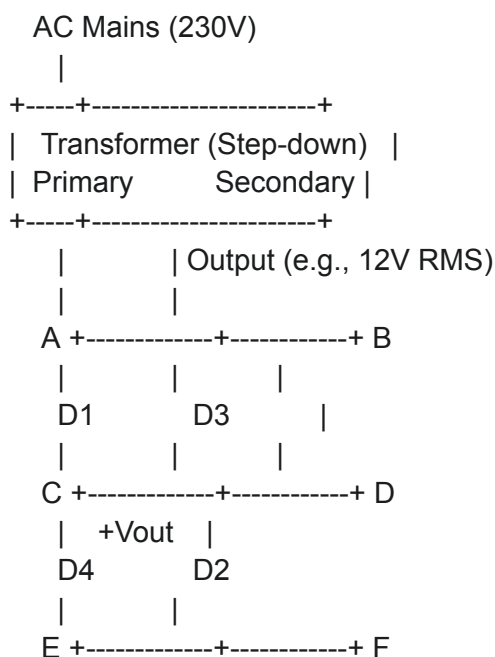 AC Mains (230V)
|
+-----+-----------------------+
| Transformer (Step-down) |
| Primary Secondary |
+-----+-----------------------+
| | Output (e.g., 12V RMS)
| |
A +-------------+------------+ B
| | |
D1 D3 |
| | |
C +-------------+------------+ D
| +Vout |
D4 D2
| |
E +-------------+------------+ F